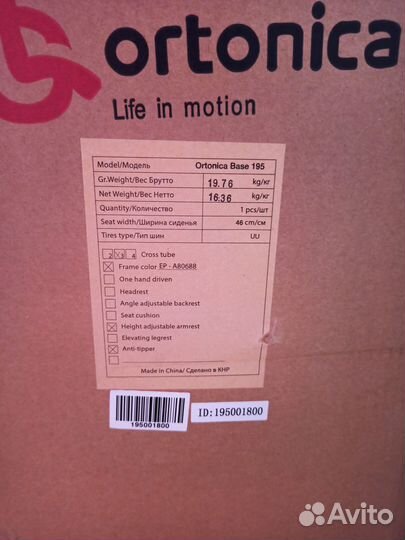 ortonica
Life in motion
Model/Модель Ortonica Base 195
Gr.Weight/Вес Брутто 19.76 kg/кг
Net Weight/Вес Нетто 16.36 kg/кг
Quantity/Количество 1 pcs/шт
Seat width/Ширина сиденья 46 cm/см
Tires type/Тип шин UU
2 3 4 Cross tube
Frame color EP - A80688
One hand driven
Headrest
Angle adjustable backrest
Seat cushion
Height adjustable armrest
Elevating legrest
Anti-tipper
Made in China/ Сделано в КНР
195001800
ID:195001800
Avito